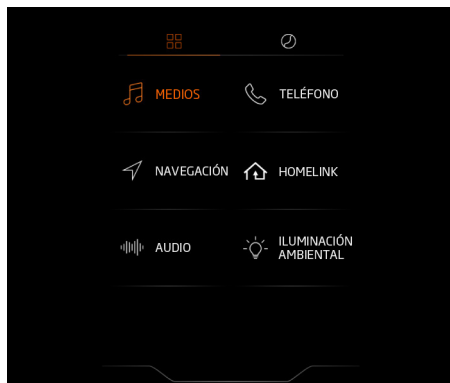 MEDIOS
TELÉFONO
NAVEGACIÓN
HOMELINK
AUDIO
ILUMINACIÓN
AMBIENTAL